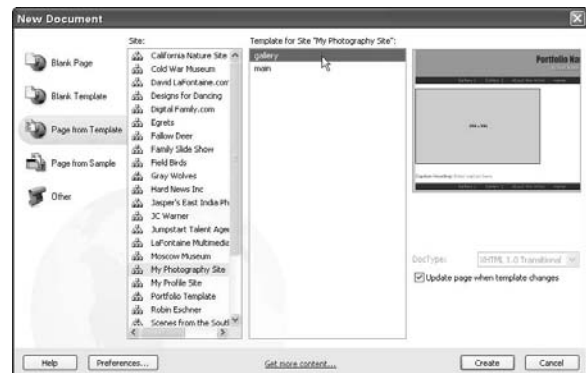 New Document
Site:
Template for Site "My Photography Site":
Blank Page
Blank Template
Page from Template
Page from Sample
Other
California Nature Site
Cold War Museum
David LaFontaine.com
Designs for Dancing
Digital Family.com
Egrets
Fallow Deer
Family Slide Show
Field Birds
Gray Wolves
Hard News Inc
Jasper's East India Ph
JC Warner
Jumpstart Talent Agen
LaFontaine Multimedia
Moscow Museum
My Photography Site
My Profile Site
Portfolio Template
Robin Eschner
Scenes from the Sout
gallery
main
Portfolio Na
DocType:
XHTML 1.0 Transitional
Update page when template changes
Help
Preferences...
Get more content...
Create
Cancel